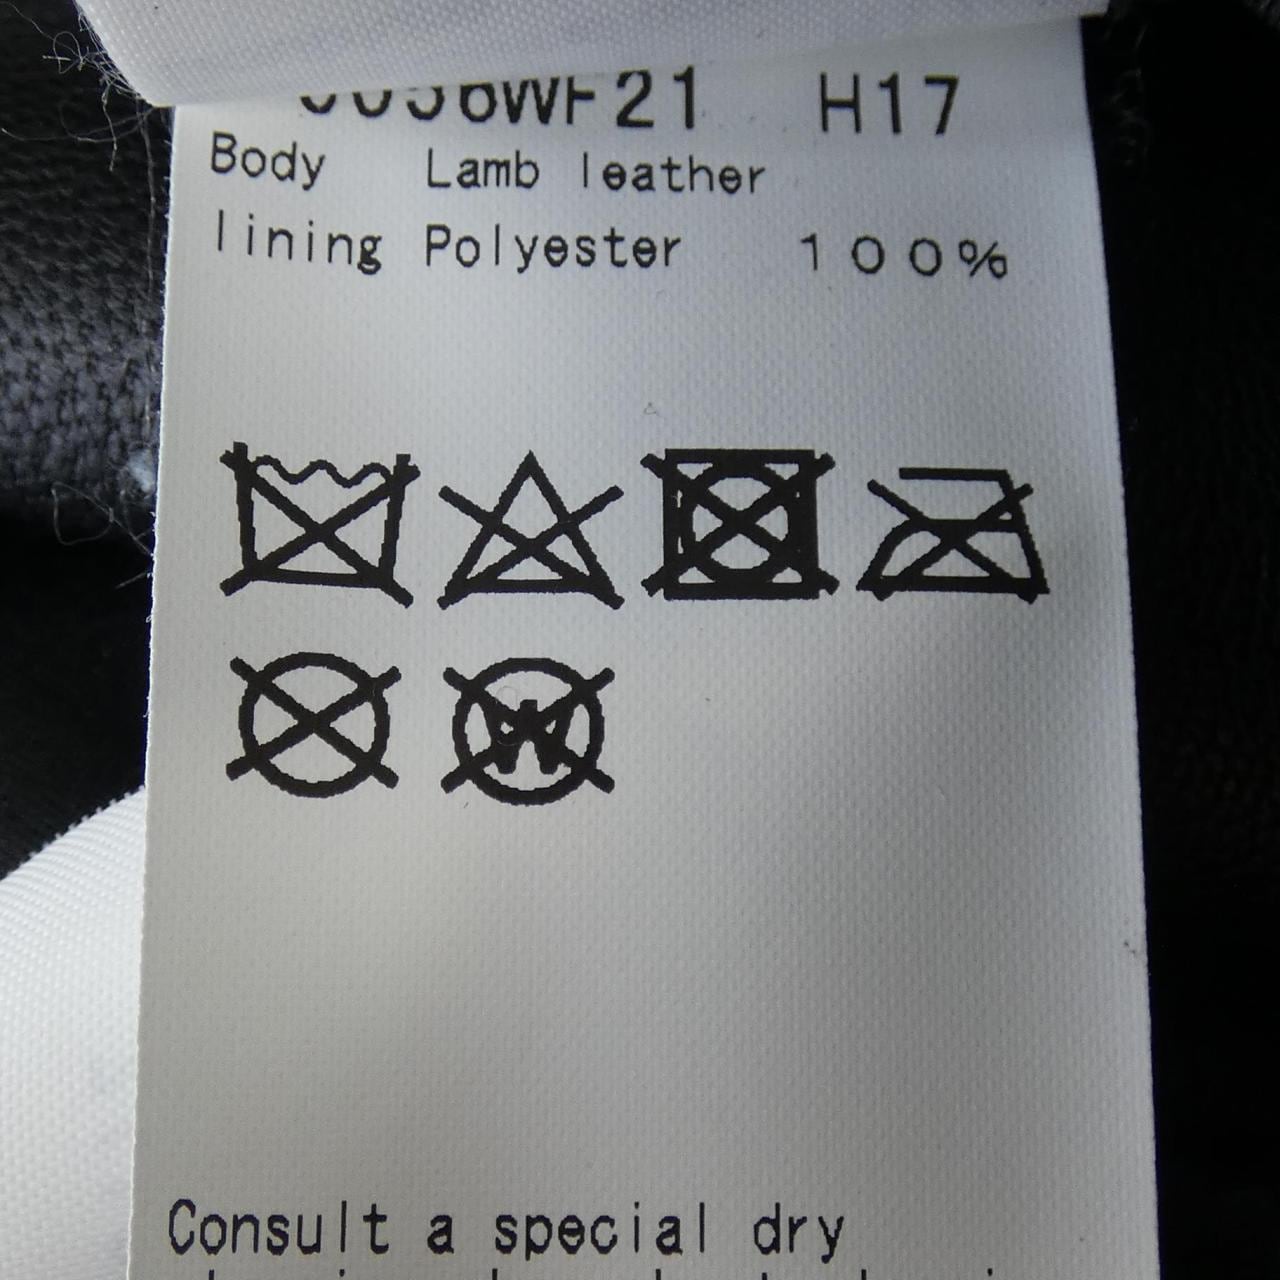 H17
Body Lamb leather
lining Polyester 100%
W
Consult a special dry